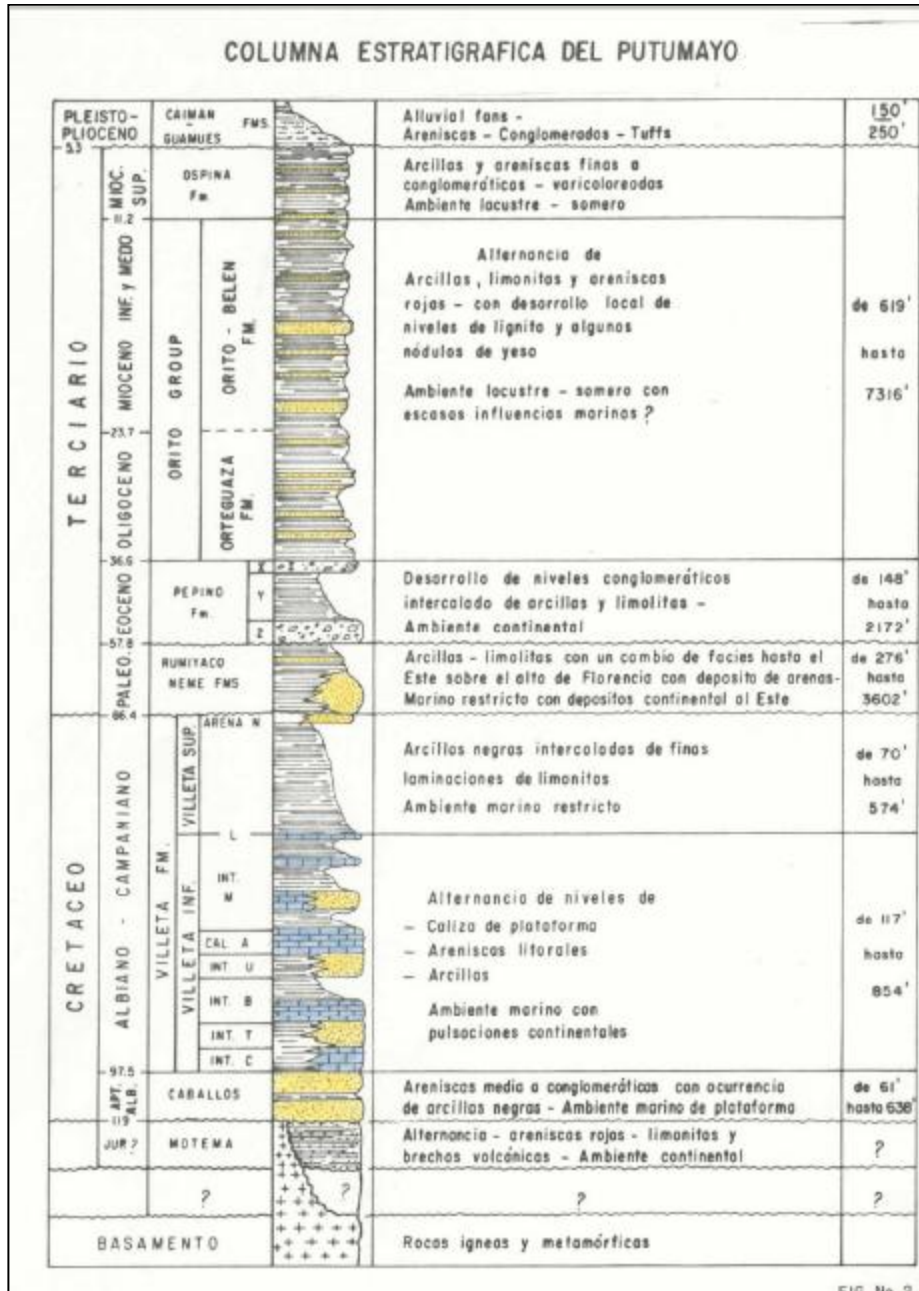 COLUMNA ESTRATIGRAFICA DEL PUTUMAYO
PLEISTO-
PLIOCENO
CAIMAN -
GUAMUES
FMS.
Alluvial fans -
Areniscas - Conglomerados - Tuffs
150'
250'
5.3
MIOC.
SUP.
OSPINA
Fm.
Arcillas y areniscas finas a
conglomeráticas - varicoloreadas
Ambiente lacustre - somero
11.2
TERCIARIO
MIOCENO INF. y MEDO
ORITO GROUP
ORITO - BELEN
FM.
Alternancia de
Arcillas, limonitas y areniscas
rojas - con desarrollo local de
niveles de lignito y algunos
nódulos de yeso
Ambiente lacustre - somero con
escasas influencias marinas ?
de 619'
hasta
7316'
23.7
OLIGOCENO
ORTEGUAZA
FM.
36.6
EOCENO
PEPINO
Fm.
X
Y
Z
Desarrollo de niveles conglomeráticos
intercalado de arcillas y limolitas -
Ambiente continental
de 148'
hasta
2172'
57.8
PALEO.
RUMIYACO
NEME FMS
Arcillas - limolitas con un cambio de facies hasta el
Este sobre el alto de Florencia con deposito de arenas-
Marino restricto con depositos continental al Este
de 276'
hasta
3602'
66.4
CRETACEO
ALBIANO - CAMPANIANO
VILLETA FM.
VILLETA SUP.
ARENA N
Arcillas negras intercaladas de finas
laminaciones de limonitas
Ambiente marino restricto
de 70'
hasta
574'
L
VILLETA INF.
INT.
M
CAL A
INT U
INT. B
INT. T
INT. C
Alternancia de niveles de
- Caliza de plataforma
- Areniscas litorales
- Arcillas
Ambiente marino con
pulsaciones continentales
de 117'
hasta
854'
97.5
APT.
ALB.
CABALLOS
Areniscas media a conglomeráticas con ocurrencia
de arcillas negras - Ambiente marino de plataforma
de 61'
hasta 638'
119
JUR ?
MOTEMA
Alternancia - areniscas rojas - limonitas y
brechas volcánicas - Ambiente continental
?
?
?
?
?
BASAMENTO
Rocas igneas y metamórficas
FIG. No. 2